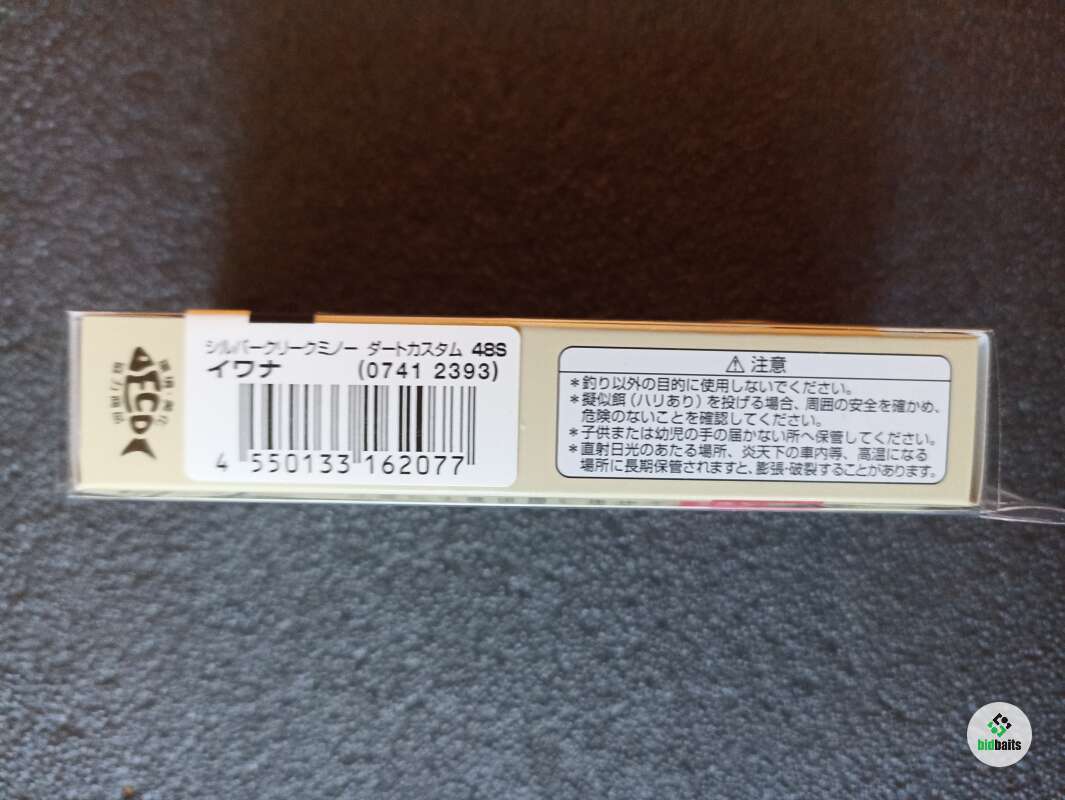 シルバークリークミノー ダートカスタム 48S
イワナ (0741 2393)
4 550133 162077
ECO
⚠注意
*釣り以外の目的に使用しないでください。
*擬似餌(ハリあり)を投げる場合、周囲の安全を確かめ、
危険のないことを確認してください。
*子供または幼児の手の届かない所へ保管してください。
*直射日光のあたる場所、炎天下の車内等、高温になる
場所に長期保管されますと、膨張・破裂することがあります。
bidbaits